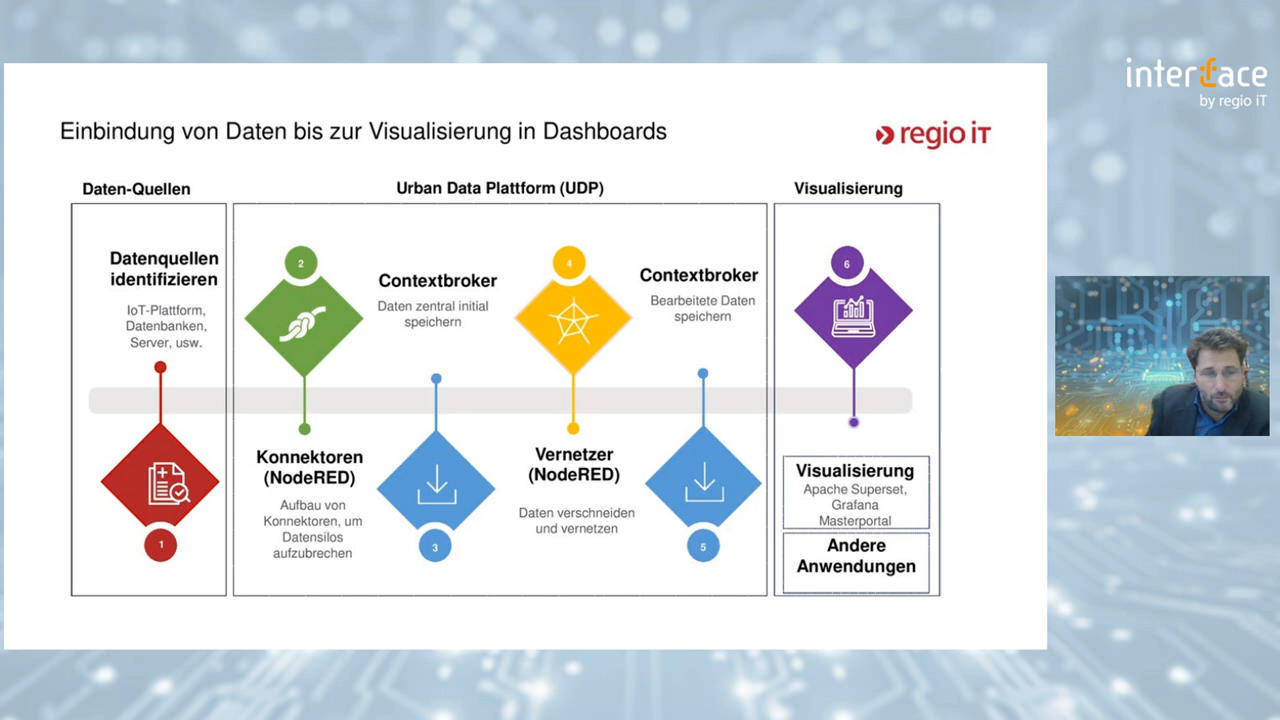 interface
by regio iT
Einbindung von Daten bis zur Visualisierung in Dashboards
regio iT
Daten-Quellen
Urban Data Plattform (UDP)
Visualisierung
Datenquellen
identifizieren
IoT-Plattform,
Datenbanken,
Server, usw.
1
2
Konnektoren
(NodeRED)
Aufbau von
Konnektoren, um
Datensilos
aufzubrechen
Contextbroker
Daten zentral initial
speichern
3
4
Vernetzer
(NodeRED)
Daten verschneiden
und vernetzen
Contextbroker
Bearbeitete Daten
speichern
5
6
Visualisierung
Apache Superset,
Grafana
Masterportal
Andere
Anwendungen